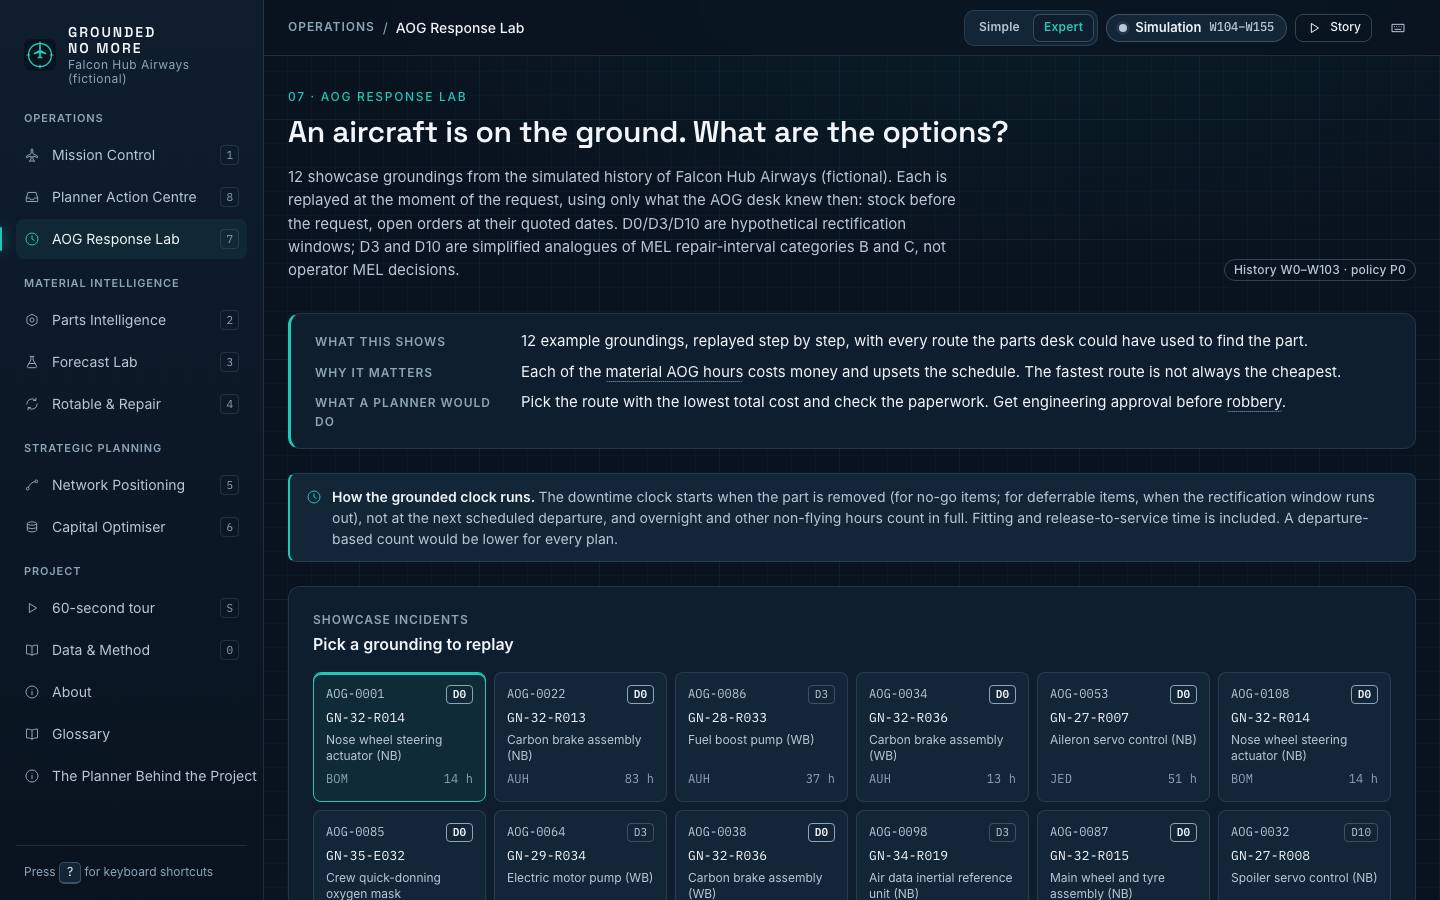 GROUNDED
NO MORE
Falcon Hub Airways
(fictional)
OPERATIONS
Mission Control 1
Planner Action Centre 8
AOG Response Lab 7
MATERIAL INTELLIGENCE
Parts Intelligence 2
Forecast Lab 3
Rotable & Repair 4
STRATEGIC PLANNING
Network Positioning 5
Capital Optimiser 6
PROJECT
60-second tour S
Data & Method 0
About
Glossary
The Planner Behind the Project
Press ? for keyboard shortcuts
OPERATIONS / AOG Response Lab
Simple Expert Simulation W104–W155 Story
07 · AOG RESPONSE LAB
An aircraft is on the ground. What are the options?
12 showcase groundings from the simulated history of Falcon Hub Airways (fictional). Each is
replayed at the moment of the request, using only what the AOG desk knew then: stock before
the request, open orders at their quoted dates. D0/D3/D10 are hypothetical rectification
windows; D3 and D10 are simplified analogues of MEL repair-interval categories B and C, not
operator MEL decisions.
History W0–W103 · policy P0
WHAT THIS SHOWS 12 example groundings, replayed step by step, with every route the parts desk could have used to find the part.
WHY IT MATTERS Each of the material AOG hours costs money and upsets the schedule. The fastest route is not always the cheapest.
WHAT A PLANNER WOULD DO Pick the route with the lowest total cost and check the paperwork. Get engineering approval before robbery.
How the grounded clock runs. The downtime clock starts when the part is removed (for no-go items; for deferrable items, when the rectification window runs
out), not at the next scheduled departure, and overnight and other non-flying hours count in full. Fitting and release-to-service time is included. A departure-
based count would be lower for every plan.
SHOWCASE INCIDENTS
Pick a grounding to replay
AOG-0001 D0
GN-32-R014
Nose wheel steering
actuator (NB)
BOM 14 h
AOG-0022 D0
GN-32-R013
Carbon brake assembly
(NB)
AUH 83 h
AOG-0086 D3
GN-28-R033
Fuel boost pump (WB)
AUH 37 h
AOG-0034 D0
GN-32-R036
Carbon brake assembly
(WB)
AUH 13 h
AOG-0053 D0
GN-27-R007
Aileron servo control (NB)
JED 51 h
AOG-0108 D0
GN-32-R014
Nose wheel steering
actuator (NB)
BOM 14 h
AOG-0085 D0
GN-35-E032
Crew quick-donning
oxygen mask
AOG-0064 D3
GN-29-R034
Electric motor pump (WB)
AOG-0038 D0
GN-32-R036
Carbon brake assembly
(WB)
AOG-0098 D3
GN-34-R019
Air data inertial reference
unit (NB)
AOG-0087 D0
GN-32-R015
Main wheel and tyre
assembly (NB)
AOG-0032 D10
GN-27-R008
Spoiler servo control (NB)